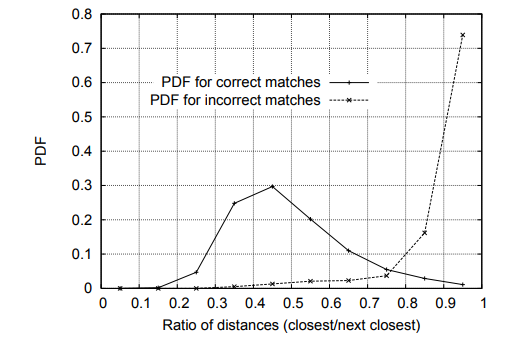 0.8
0.7
0.6
PDF for correct matches
PDF for incorrect matches
0.5
0.4
PDF
0.3
0.2
0.1
0
0 0.1 0.2 0.3 0.4 0.5 0.6 0.7 0.8 0.9 1
Ratio of distances (closest/next closest)